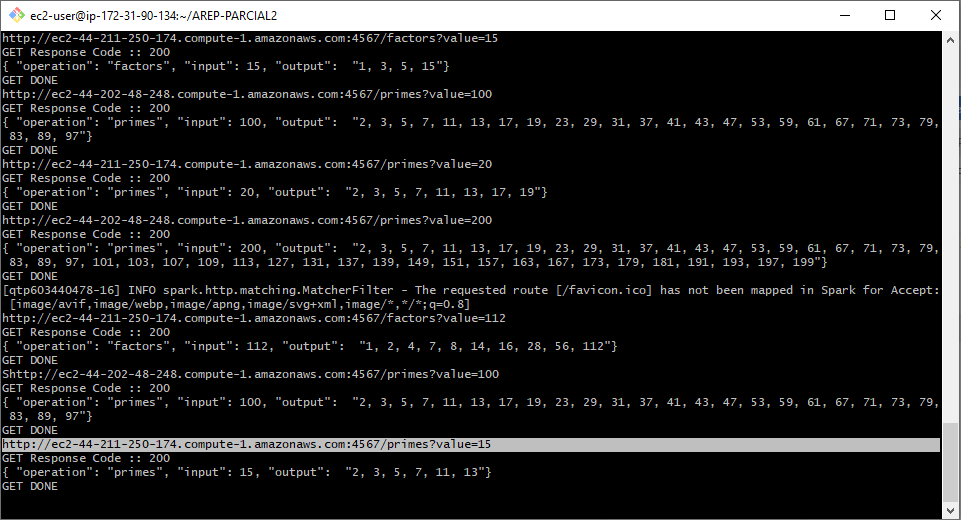 ec2-user@ip-172-31-90-134:~/AREP-PARCIAL2
http://ec2-44-211-250-174.compute-1.amazonaws.com:4567/factors?value=15
GET Response Code :: 200
{ "operation": "factors", "input": 15, "output":  "1, 3, 5, 15"}
GET DONE
http://ec2-44-202-48-248.compute-1.amazonaws.com:4567/primes?value=100
GET Response Code :: 200
{ "operation": "primes", "input": 100, "output":  "2, 3, 5, 7, 11, 13, 17, 19, 23, 29, 31, 37, 41, 43, 47, 53, 59, 61, 67, 71, 73, 79,
 83, 89, 97"}
GET DONE
http://ec2-44-211-250-174.compute-1.amazonaws.com:4567/primes?value=20
GET Response Code :: 200
{ "operation": "primes", "input": 20, "output":  "2, 3, 5, 7, 11, 13, 17, 19"}
GET DONE
http://ec2-44-202-48-248.compute-1.amazonaws.com:4567/primes?value=200
GET Response Code :: 200
{ "operation": "primes", "input": 200, "output":  "2, 3, 5, 7, 11, 13, 17, 19, 23, 29, 31, 37, 41, 43, 47, 53, 59, 61, 67, 71, 73, 79,
 83, 89, 97, 101, 103, 107, 109, 113, 127, 131, 137, 139, 149, 151, 157, 163, 167, 173, 179, 181, 191, 193, 197, 199"}
GET DONE
[qtp603440478-16] INFO spark.http.matching.MatcherFilter - The requested route [/favicon.ico] has not been mapped in Spark for Accept:
 [image/avif,image/webp,image/apng,image/svg+xml,image/*,*/*;q=0.8]
http://ec2-44-211-250-174.compute-1.amazonaws.com:4567/factors?value=112
GET Response Code :: 200
{ "operation": "factors", "input": 112, "output":  "1, 2, 4, 7, 8, 14, 16, 28, 56, 112"}
GET DONE
Shttp://ec2-44-202-48-248.compute-1.amazonaws.com:4567/primes?value=100
GET Response Code :: 200
{ "operation": "primes", "input": 100, "output":  "2, 3, 5, 7, 11, 13, 17, 19, 23, 29, 31, 37, 41, 43, 47, 53, 59, 61, 67, 71, 73, 79,
 83, 89, 97"}
GET DONE
http://ec2-44-211-250-174.compute-1.amazonaws.com:4567/primes?value=15
GET Response Code :: 200
{ "operation": "primes", "input": 15, "output":  "2, 3, 5, 7, 11, 13"}
GET DONE